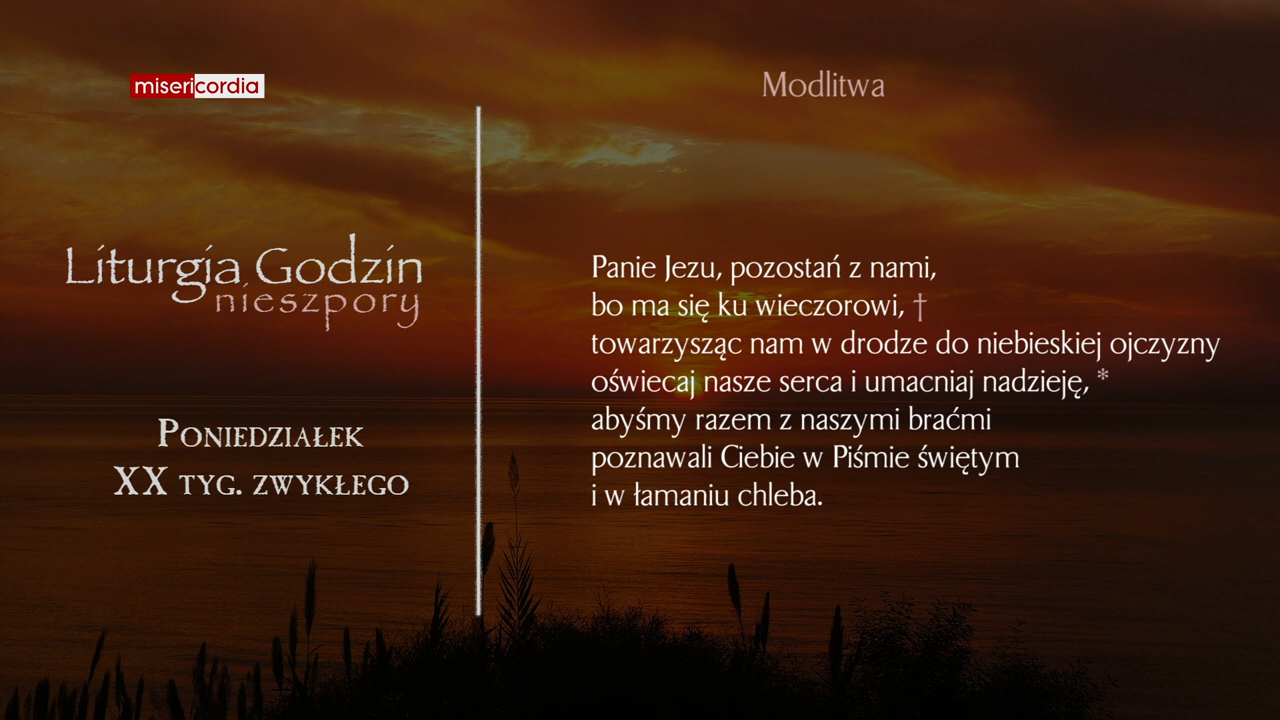 misericordia
Liturgia Godzin
nieszpory
Poniedziałek
XX tyg. zwykłego
Modlitwa
Panie Jezu, pozostań z nami,
bo ma się ku wieczorowi, †
towarzysząc nam w drodze do niebieskiej ojczyzny
oświecaj nasze serca i umacniaj nadzieję, *
abyśmy razem z naszymi braćmi
poznawali Ciebie w Piśmie świętym
i w łamaniu chleba.